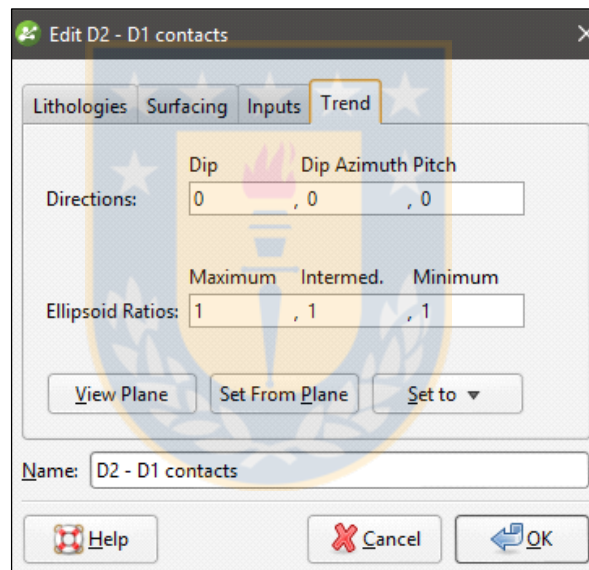 Edit D2 - D1 contacts
Lithologies Surfacing Inputs Trend
Dip Dip Azimuth Pitch
Directions: 0 , 0 , 0
Maximum Intermed. Minimum
Ellipsoid Ratios: 1 , 1 , 1
View Plane Set From Plane Set to
Name: D2 - D1 contacts
Help Cancel OK